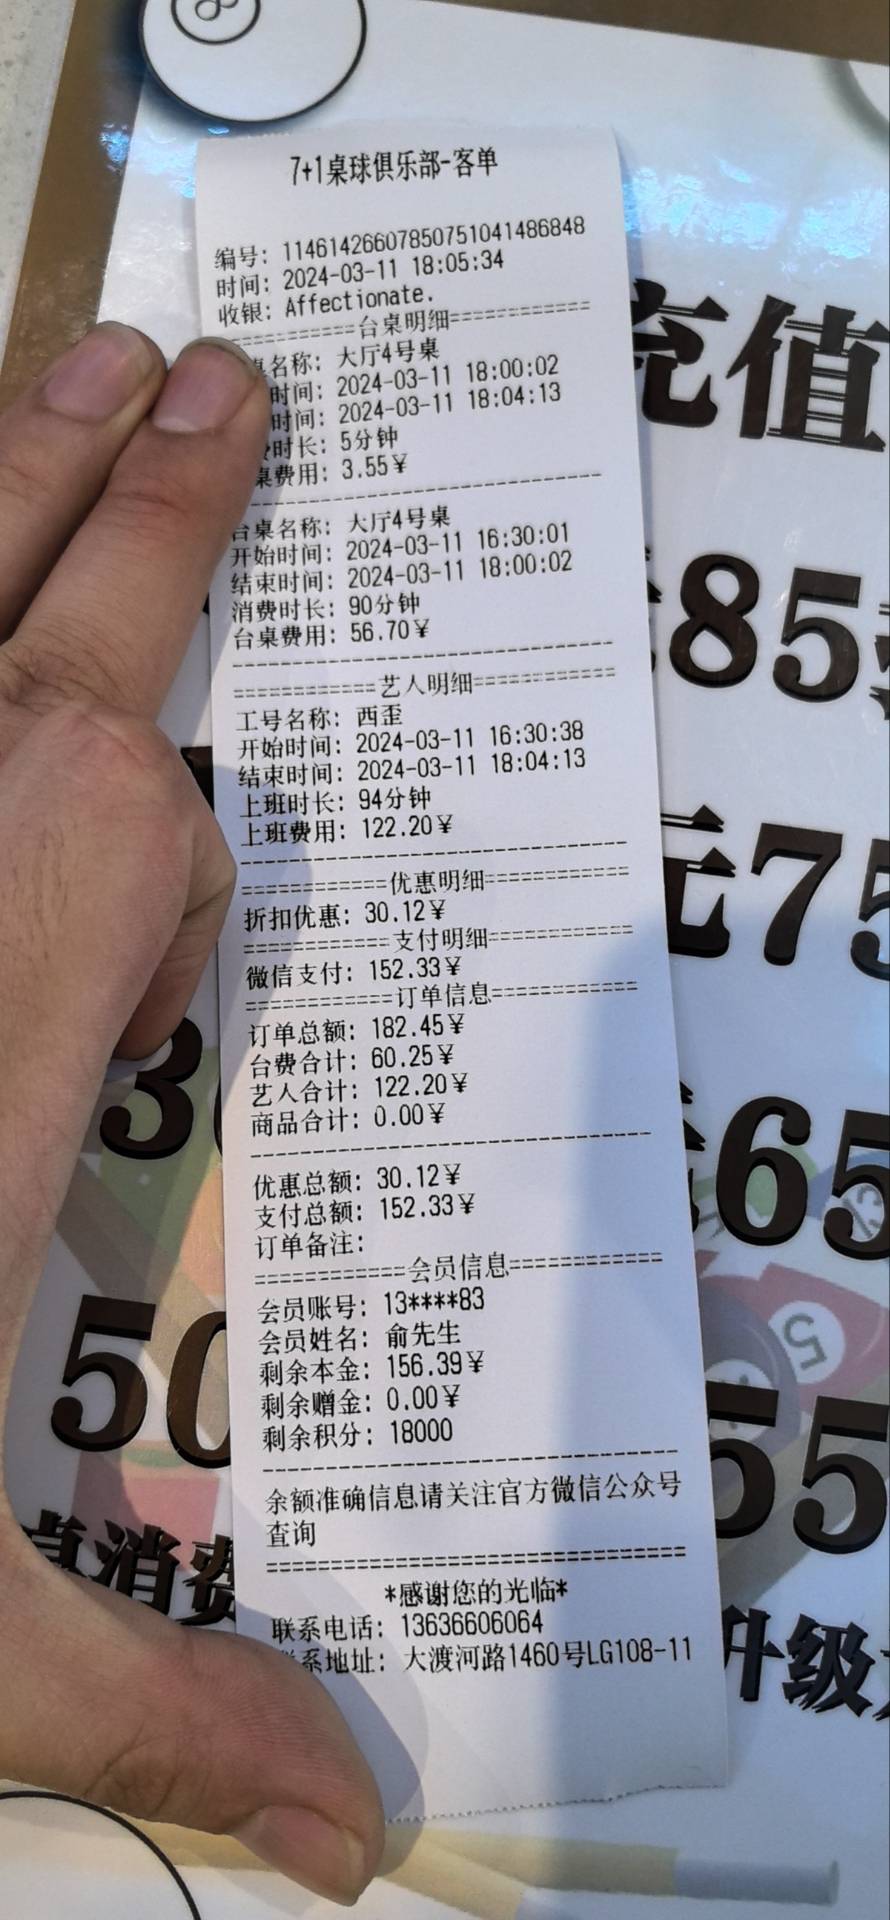 8
7+1桌球俱乐部-客单
编号: 11461426607850751041486848
时间: 2024-03-11 18:05:34
收银: Affectionate.
============台桌明细============
桌名称: 大厅4号桌
时间: 2024-03-11 18:00:02
时间: 2024-03-11 18:04:13
费时长: 5分钟
桌费用: 3.55¥
台桌名称: 大厅4号桌
开始时间: 2024-03-11 16:30:01
结束时间: 2024-03-11 18:00:02
消费时长: 90分钟
台桌费用: 56.70¥
============艺人明细============
工号名称: 西歪
开始时间: 2024-03-11 16:30:38
结束时间: 2024-03-11 18:04:13
上班时长: 94分钟
上班费用: 122.20¥
============优惠明细============
折扣优惠: 30.12¥
============支付明细============
微信支付: 152.33¥
============订单信息============
订单总额: 182.45¥
台费合计: 60.25¥
艺人合计: 122.20¥
商品合计: 0.00¥
优惠总额: 30.12¥
支付总额: 152.33¥
订单备注:
============会员信息============
会员账号: 13****83
会员姓名: 俞先生
剩余本金: 156.39¥
剩余赠金: 0.00¥
剩余积分: 18000
余额准确信息请关注官方微信公众号
查询
*感谢您的光临*
联系电话: 13636606064
系地址: 大渡河路1460号LG108-11
充值
85
元75
3
65
50
55
桌消费
升级
5